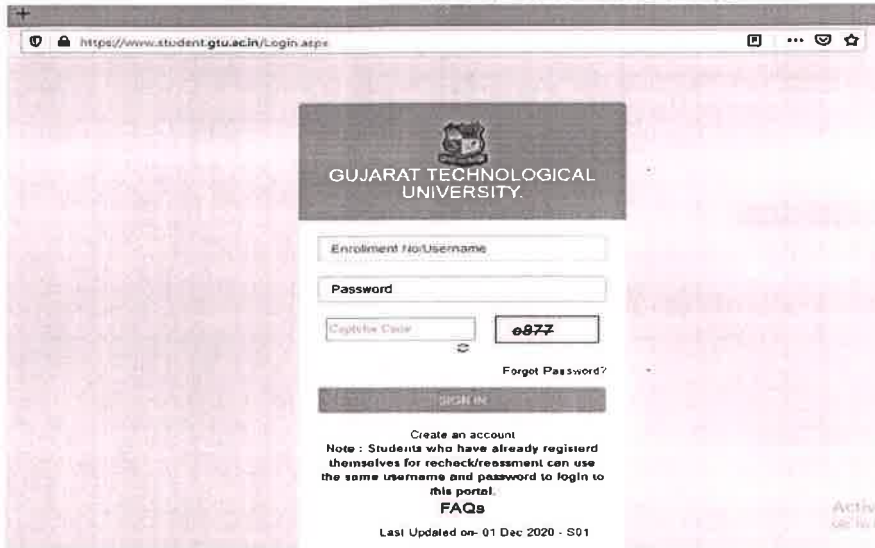 https://www.student.gtu.ac.in/Login.aspx
GUJARAT TECHNOLOGICAL
UNIVERSITY.
Enrollment No/Username
Password
Captcha Code
e877
Forgot Password?
SIGN IN
Create an account
Note : Students who have already registerd
themselves for recheck/reassment can use
the same username and password to login to
this portal.
FAQs
Last Updated on- 01 Dec 2020 - S01
Activ